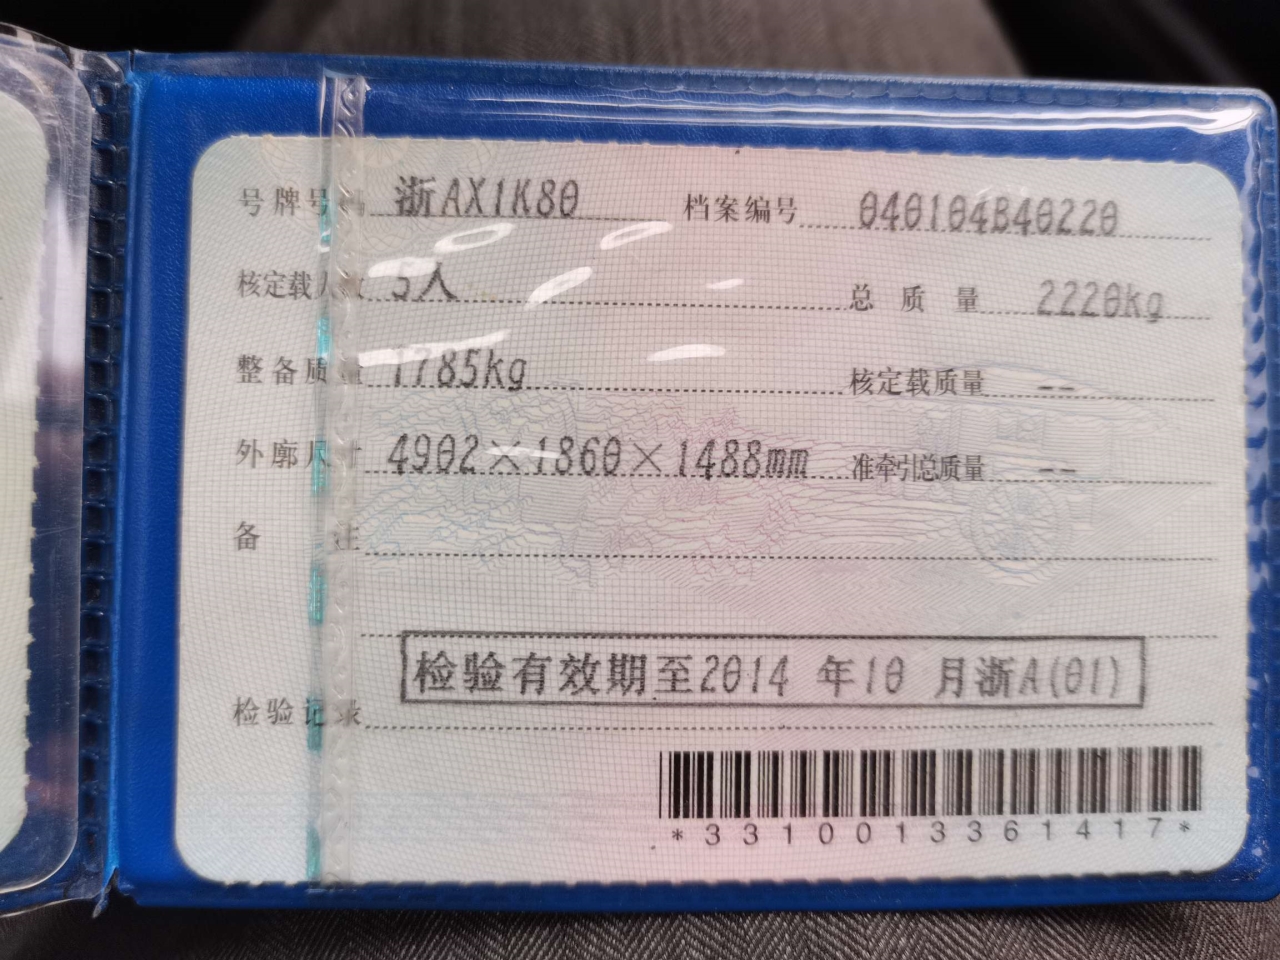 号牌号码 浙AX1K80 档案编号 040104B40220
核定载人数 5人 总质量 2220kg
整备质量 1785kg 核定载质量 --
外廓尺寸 4902×1860×1488mm 准牵引总质量 --
备注
检验有效期至2014 年10 月浙A(01)
检验记录
*3310013361417*